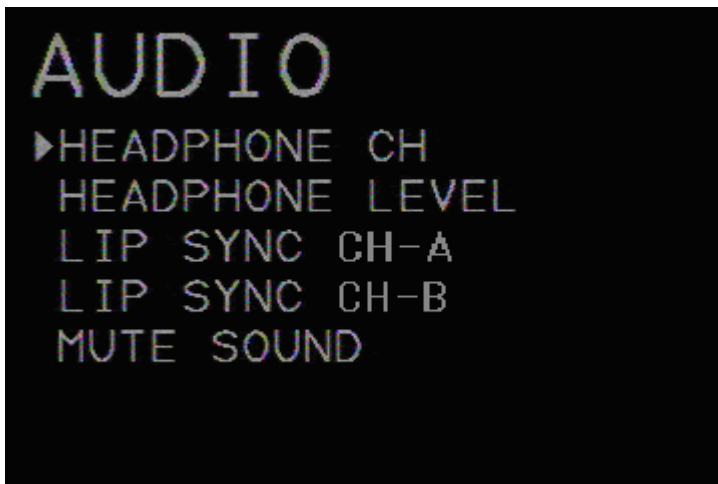 AUDIO
HEADPHONE CH
HEADPHONE LEVEL
LIP SYNC CH-A
LIP SYNC CH-B
MUTE SOUND